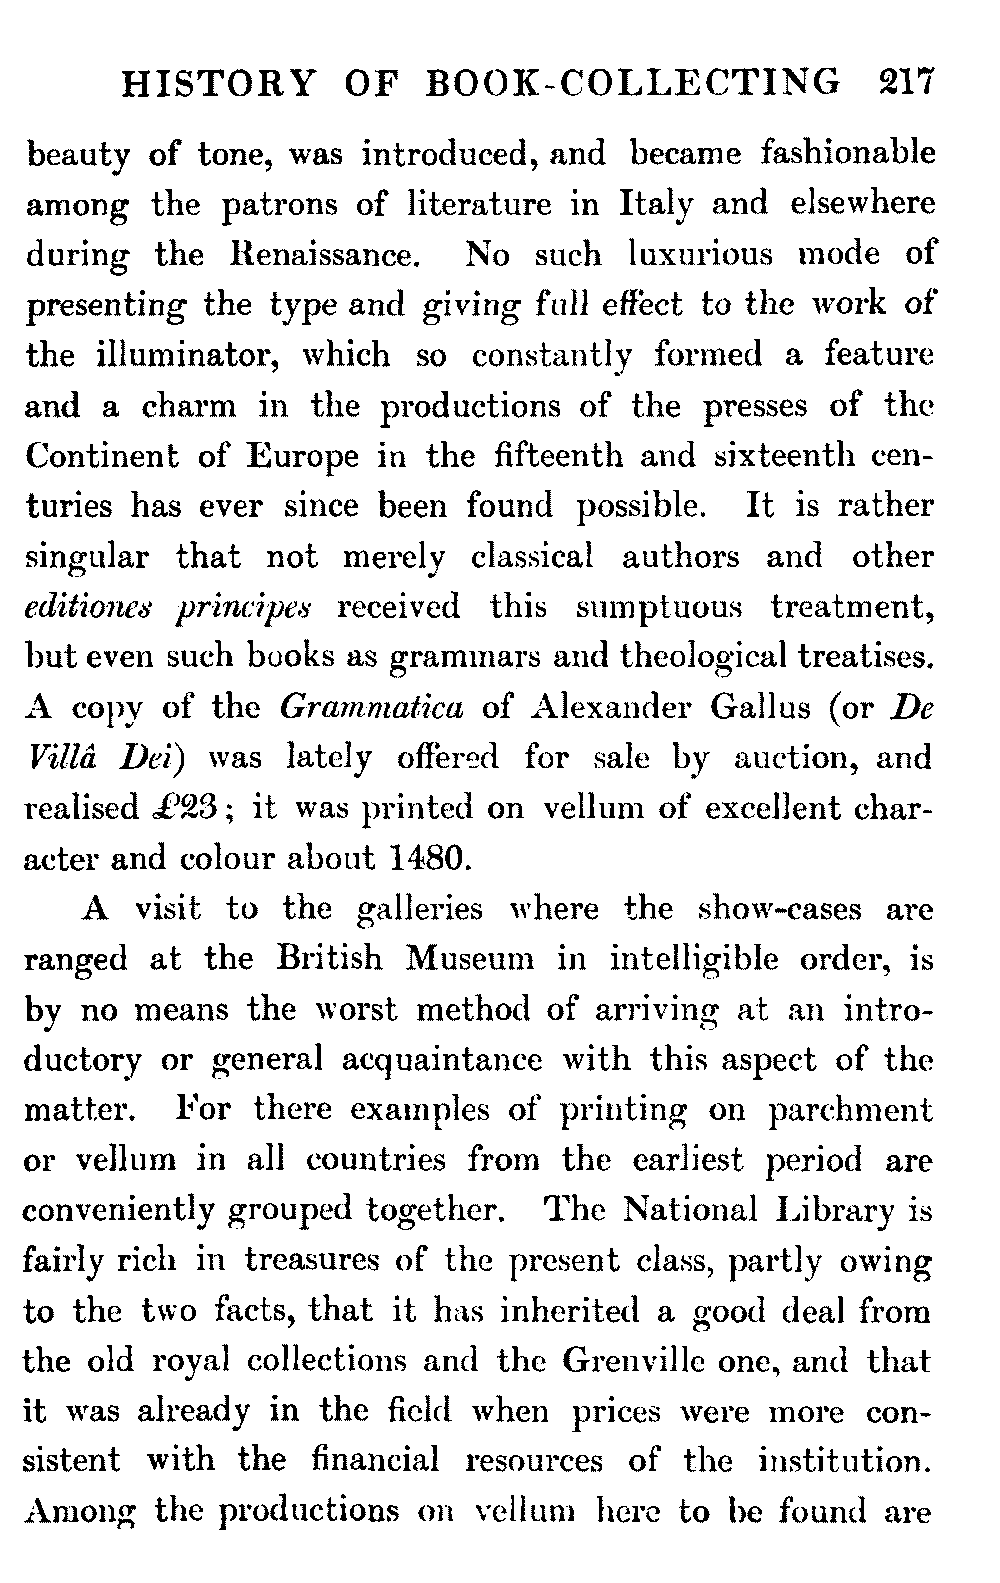 HISTORY OF BOOK-COLLECTING 217
beauty of tone, was introduced, and became fashionable
among the patrons of literature in Italy and elsewhere
during the Renaissance. No such luxurious mode of
presenting the type and giving full effect to the work of
the illuminator, which so constantly formed a feature
and a charm in the productions of the presses of the
Continent of Europe in the fifteenth and sixteenth cen-
turies has ever since been found possible. It is rather
singular that not merely classical authors and other
editiones principes received this sumptuous treatment,
but even such books as grammars and theological treatises.
A copy of the Grammatica of Alexander Gallus (or De
Villâ Dei) was lately offered for sale by auction, and
realised £23; it was printed on vellum of excellent char-
acter and colour about 1480.
A visit to the galleries where the show-cases are
ranged at the British Museum in intelligible order, is
by no means the worst method of arriving at an intro-
ductory or general acquaintance with this aspect of the
matter. For there examples of printing on parchment
or vellum in all countries from the earliest period are
conveniently grouped together. The National Library is
fairly rich in treasures of the present class, partly owing
to the two facts, that it has inherited a good deal from
the old royal collections and the Grenville one, and that
it was already in the field when prices were more con-
sistent with the financial resources of the institution.
Among the productions on vellum here to be found are